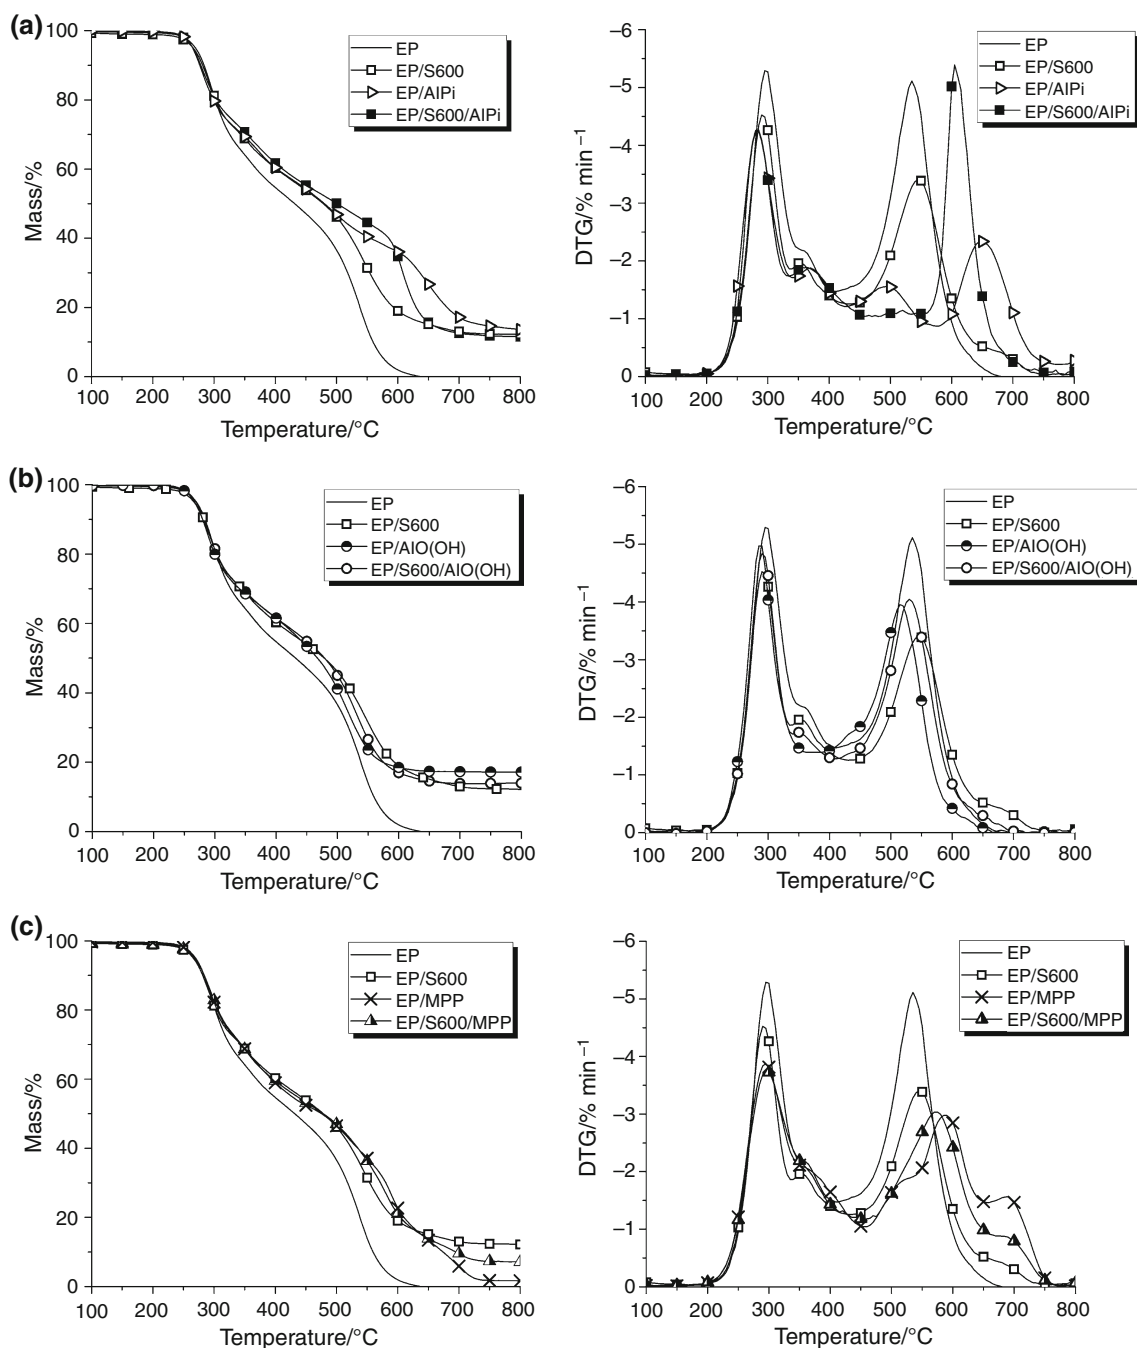 (a)
100
80
60
40
20
0
Mass/%
EP
EP/S600
EP/AlPi
EP/S600/AlPi
100 200 300 400 500 600 700 800
Temperature/°C
–6
–5
–4
–3
–2
–1
0
DTG/% min⁻¹
EP
EP/S600
EP/AlPi
EP/S600/AlPi
100 200 300 400 500 600 700 800
Temperature/°C
(b)
100
80
60
40
20
0
Mass/%
EP
EP/S600
EP/AlO(OH)
EP/S600/AlO(OH)
100 200 300 400 500 600 700 800
Temperature/°C
–6
–5
–4
–3
–2
–1
0
DTG/% min⁻¹
EP
EP/S600
EP/AlO(OH)
EP/S600/AlO(OH)
100 200 300 400 500 600 700 800
Temperature/°C
(c)
100
80
60
40
20
0
Mass/%
EP
EP/S600
EP/MPP
EP/S600/MPP
100 200 300 400 500 600 700 800
Temperature/°C
–6
–5
–4
–3
–2
–1
0
DTG/% min⁻¹
EP
EP/S600
EP/MPP
EP/S600/MPP
100 200 300 400 500 600 700 800
Temperature/°C